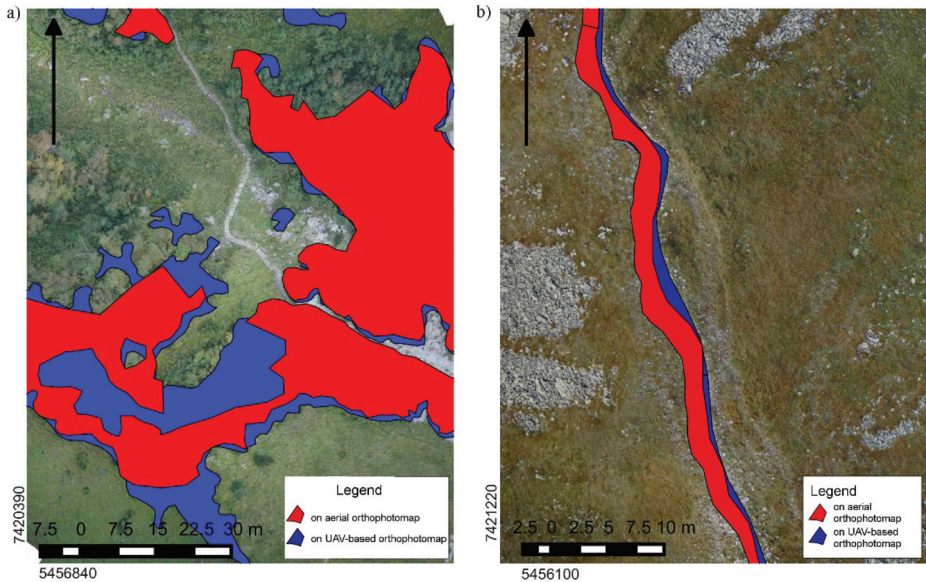 a)
b)
Legend
on aerial orthophotomap
on UAV-based orthophotomap
7.5 0 7.5 15 22.5 30 m
7420390
5456840
Legend
on aerial
orthophotomap
on UAV-based
orthophotomap
2.5 0 2.5 5 7.5 10 m
7421220
5456100